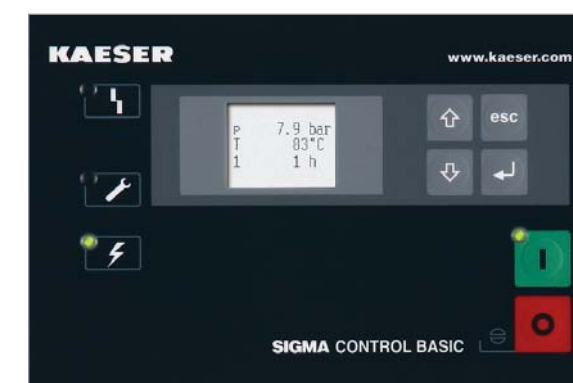 KAESER
www.kaeser.com
p 7.9 bar
T 83°C
1 1 h
esc
I
O
SIGMA CONTROL BASIC